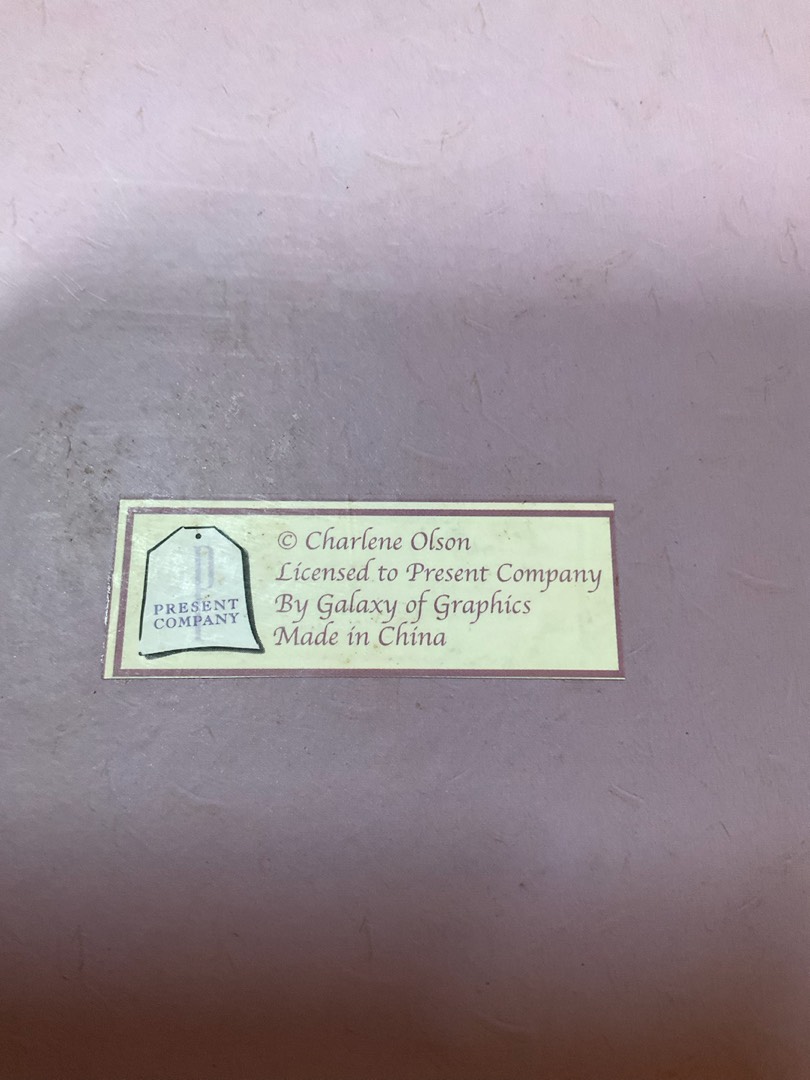 PRESENT
COMPANY
© Charlene Olson
Licensed to Present Company
By Galaxy of Graphics
Made in China